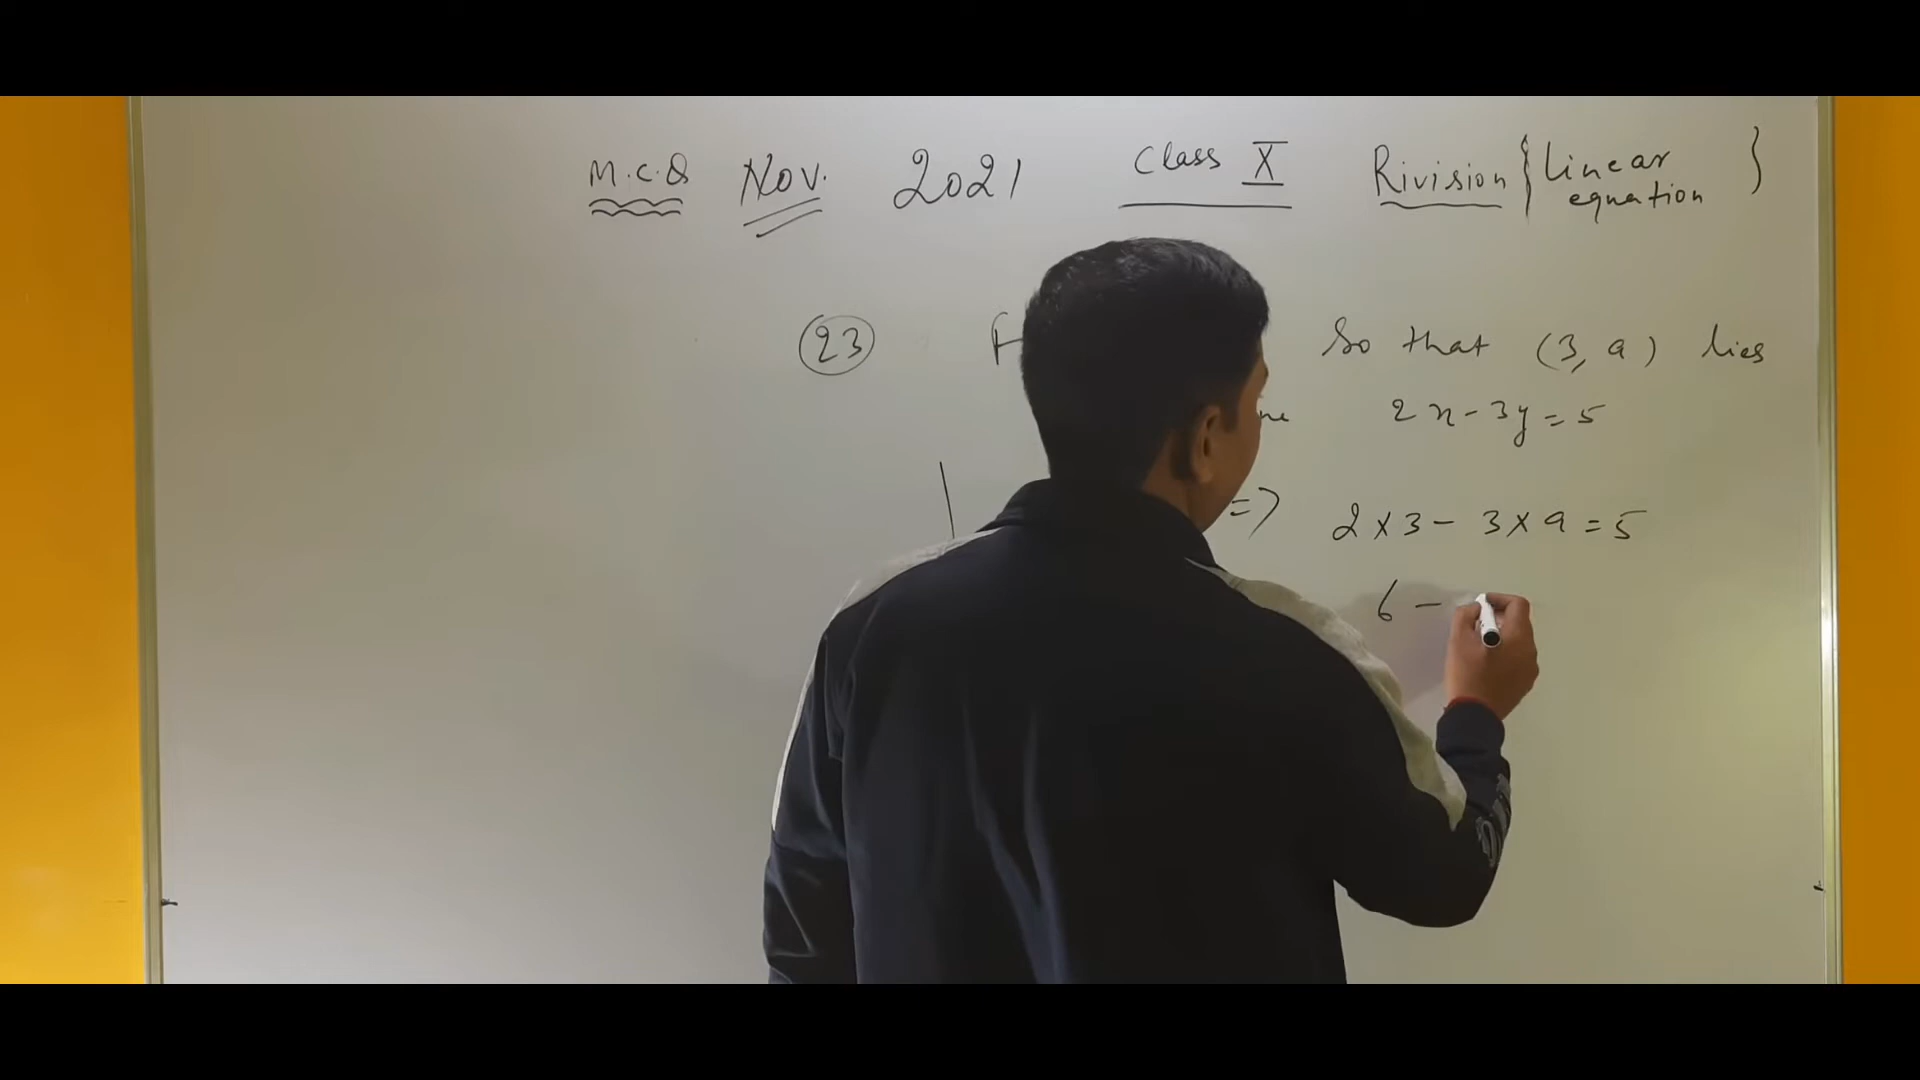 M.C.Q Nov. 2021 Class X Rivision { linear equation }
23 So that (3, a) lies
2x - 3y = 5
=> 2 x 3 - 3 x a = 5
6 -